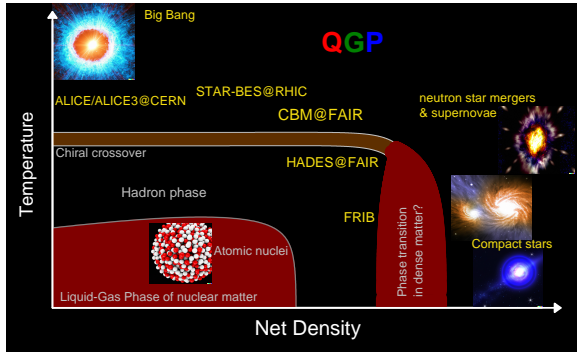 Big Bang
QGP
STAR-BES@RHIC
ALICE/ALICE3@CERN
neutron star mergers
& supernovae
CBM@FAIR
Chiral crossover
HADES@FAIR
Hadron phase
FRIB
Phase transition
in dense matter?
Compact stars
Atomic nuclei
Liquid-Gas Phase of nuclear matter
Temperature
Net Density